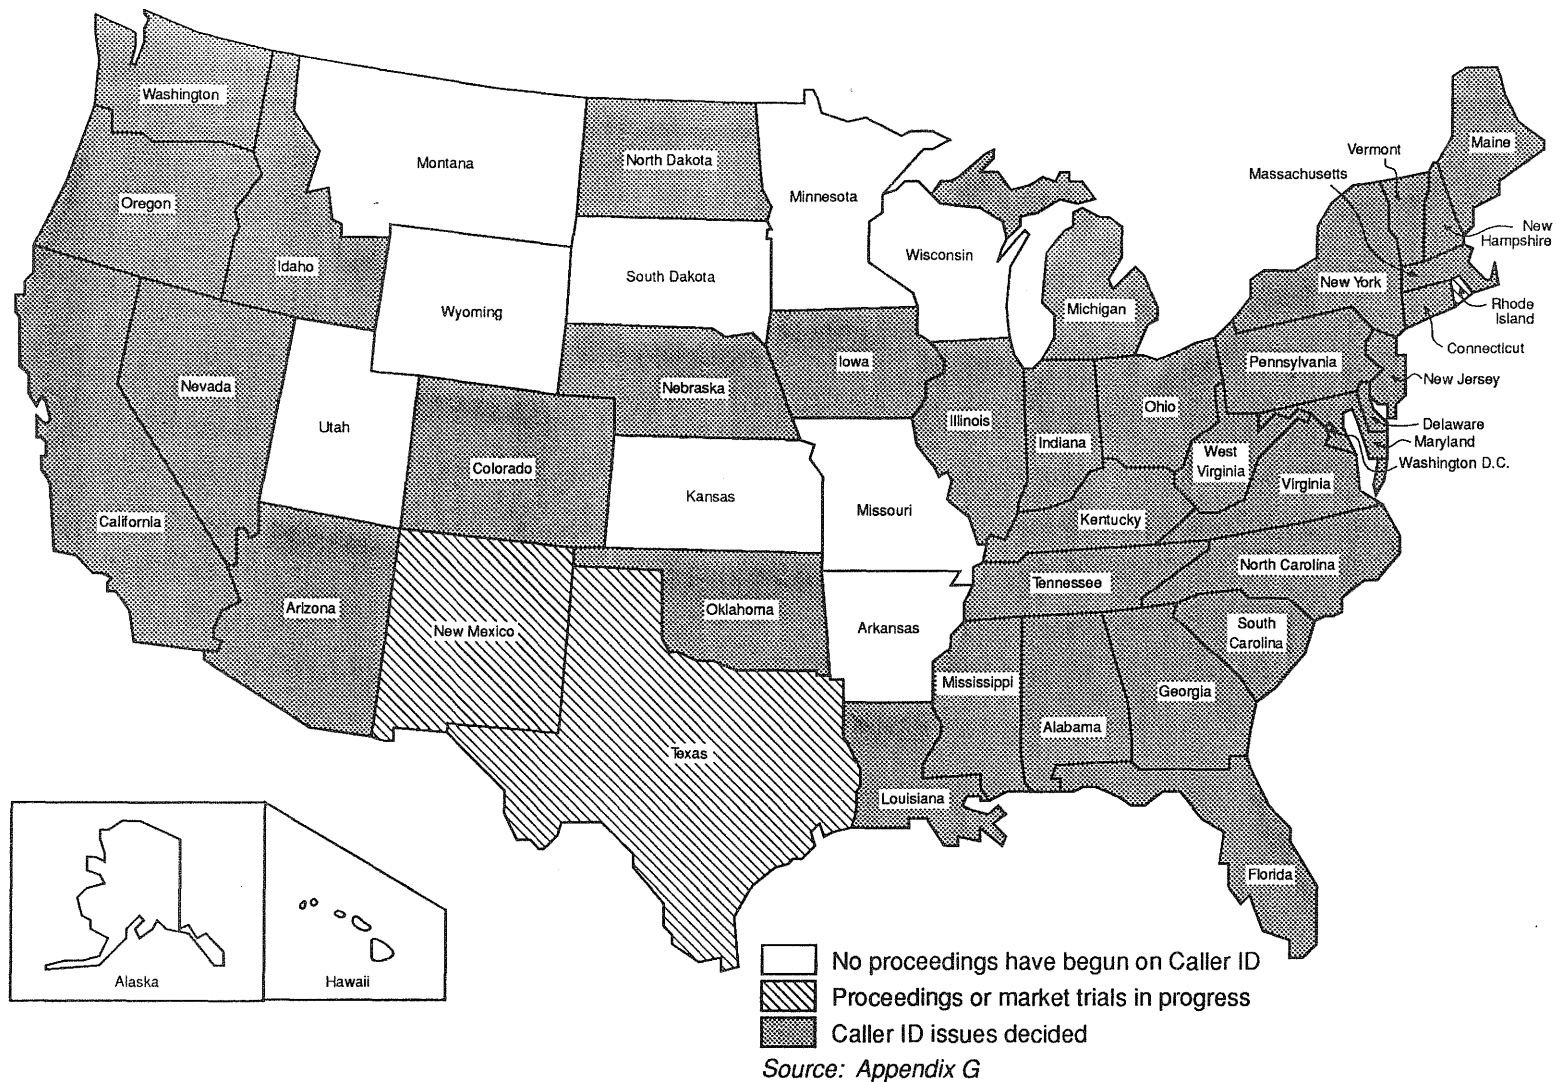 Washington
Montana
North Dakota
Minnesota
Maine
Vermont
Massachusetts
Oregon
Idaho
Wyoming
South Dakota
Wisconsin
Michigan
New York
New
Hampshire
Rhode
Island
Connecticut
Nevada
Utah
Nebraska
Iowa
Illinois
Indiana
Ohio
Pennsylvania
New Jersey
Delaware
Maryland
Washington D.C.
West
Virginia
Virginia
California
Colorado
Kansas
Missouri
Kentucky
Arizona
New Mexico
Oklahoma
Arkansas
Tennessee
North Carolina
South
Carolina
Texas
Mississippi
Alabama
Georgia
Louisiana
Florida
Alaska
Hawaii
No proceedings have begun on Caller ID
Proceedings or market trials in progress
Caller ID issues decided
Source: Appendix G